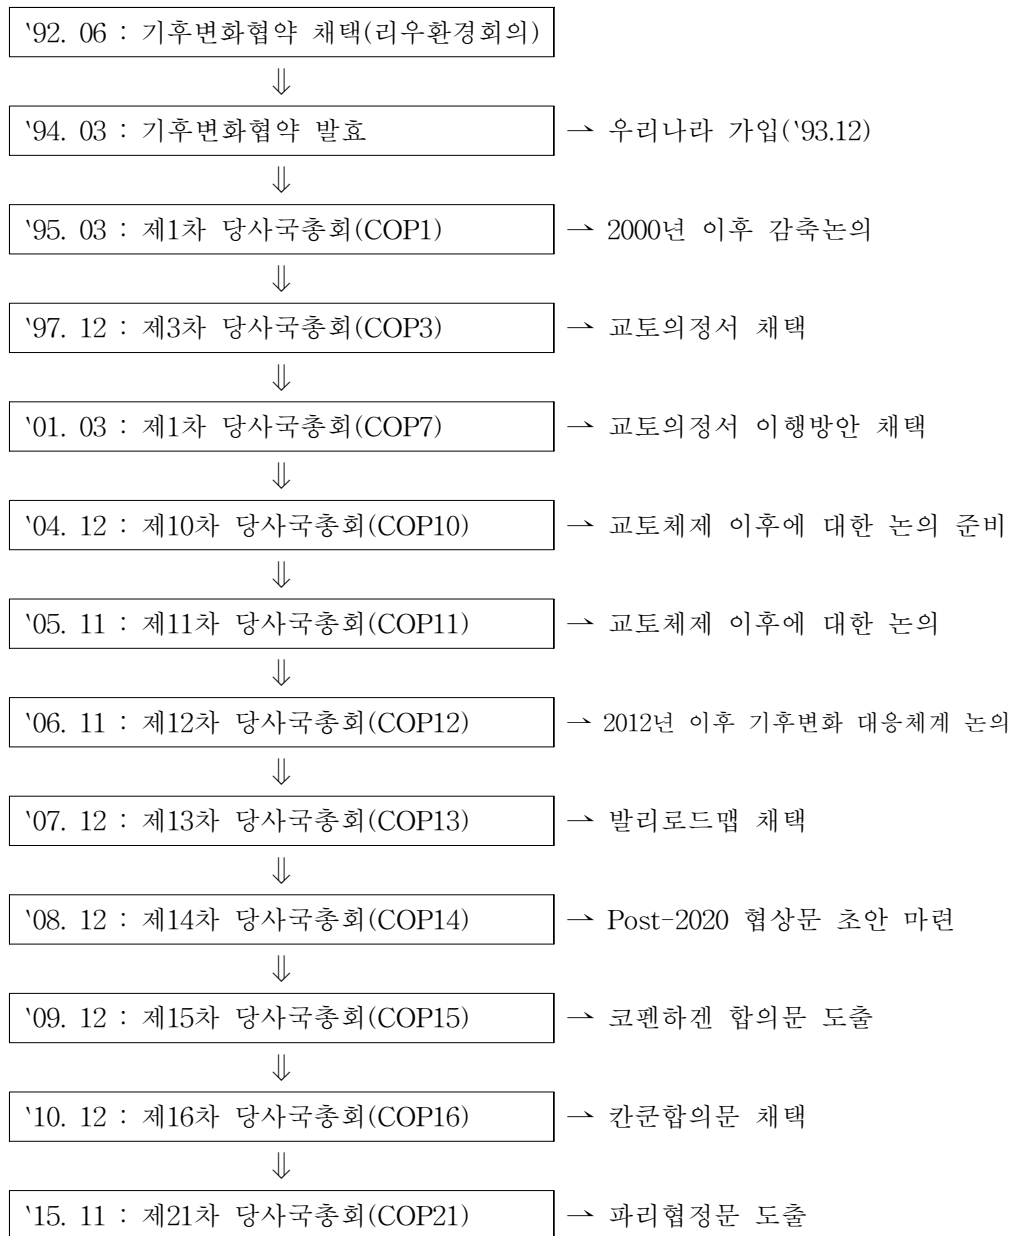 ‘92. 06 : 기후변화협약 채택(리우환경회의)
⇓
‘94. 03 : 기후변화협약 발효 → 우리나라 가입(‘93.12)
⇓
‘95. 03 : 제1차 당사국총회(COP1) → 2000년 이후 감축논의
⇓
‘97. 12 : 제3차 당사국총회(COP3) → 교토의정서 채택
⇓
‘01. 03 : 제1차 당사국총회(COP7) → 교토의정서 이행방안 채택
⇓
‘04. 12 : 제10차 당사국총회(COP10) → 교토체제 이후에 대한 논의 준비
⇓
‘05. 11 : 제11차 당사국총회(COP11) → 교토체제 이후에 대한 논의
⇓
‘06. 11 : 제12차 당사국총회(COP12) → 2012년 이후 기후변화 대응체계 논의
⇓
‘07. 12 : 제13차 당사국총회(COP13) → 발리로드맵 채택
⇓
‘08. 12 : 제14차 당사국총회(COP14) → Post-2020 협상문 초안 마련
⇓
‘09. 12 : 제15차 당사국총회(COP15) → 코펜하겐 합의문 도출
⇓
‘10. 12 : 제16차 당사국총회(COP16) → 칸쿤합의문 채택
⇓
‘15. 11 : 제21차 당사국총회(COP21) → 파리협정문 도출